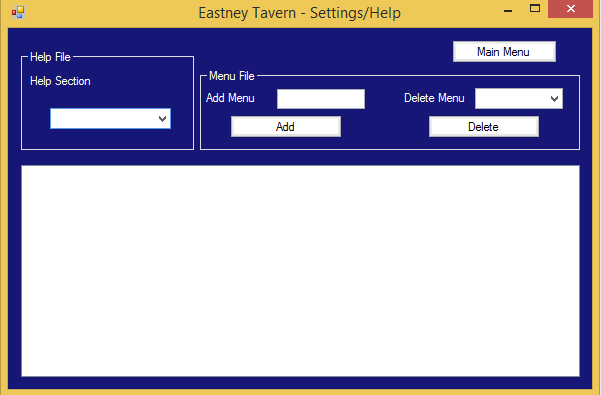 Eastney Tavern - Settings/Help
Main Menu
Help File
Help Section
Menu File
Add Menu
Delete Menu
Add
Delete